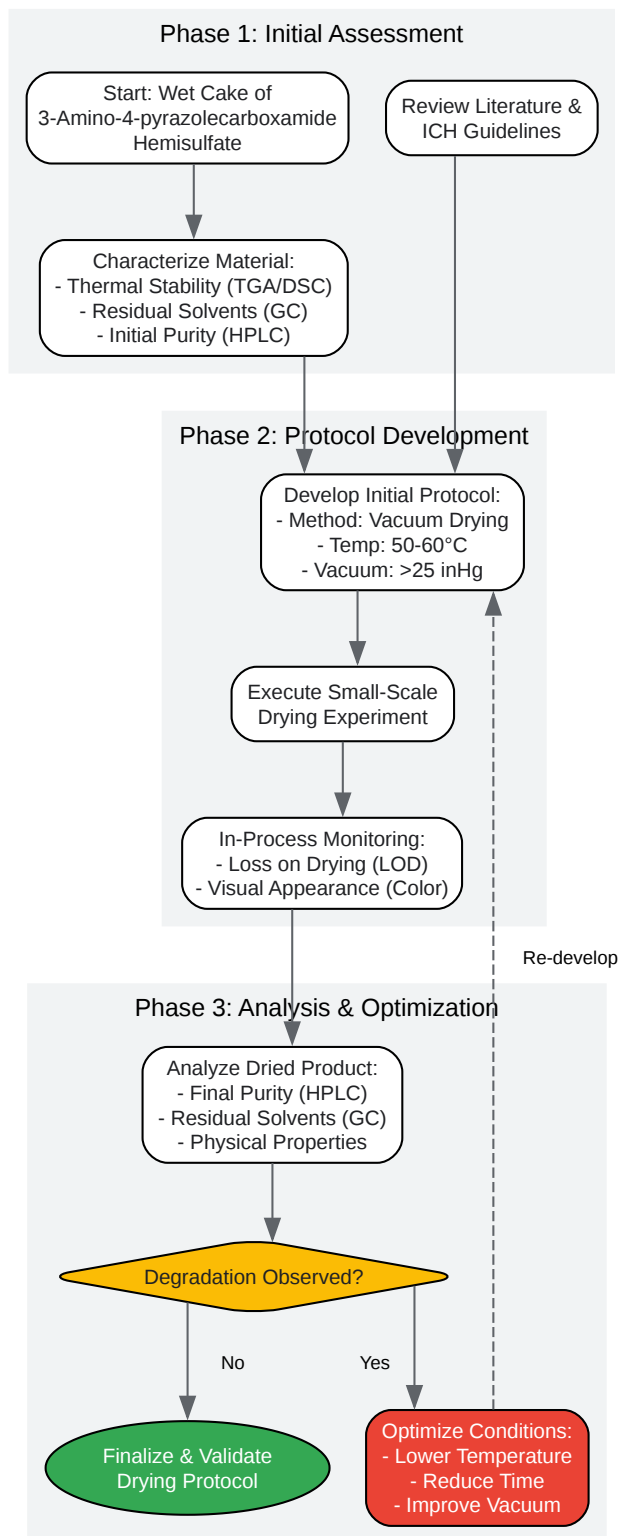 Phase 1: Initial Assessment
Start: Wet Cake of
3-Amino-4-pyrazolecarboxamide
Hemisulfate
Review Literature &
ICH Guidelines
Characterize Material:
- Thermal Stability (TGA/DSC)
- Residual Solvents (GC)
- Initial Purity (HPLC)
Phase 2: Protocol Development
Develop Initial Protocol:
- Method: Vacuum Drying
- Temp: 50-60°C
- Vacuum: >25 inHg
Execute Small-Scale
Drying Experiment
In-Process Monitoring:
- Loss on Drying (LOD)
- Visual Appearance (Color)
Re-develop
Phase 3: Analysis & Optimization
Analyze Dried Product:
- Final Purity (HPLC)
- Residual Solvents (GC)
- Physical Properties
Degradation Observed?
No
Yes
Finalize & Validate
Drying Protocol
Optimize Conditions:
- Lower Temperature
- Reduce Time
- Improve Vacuum